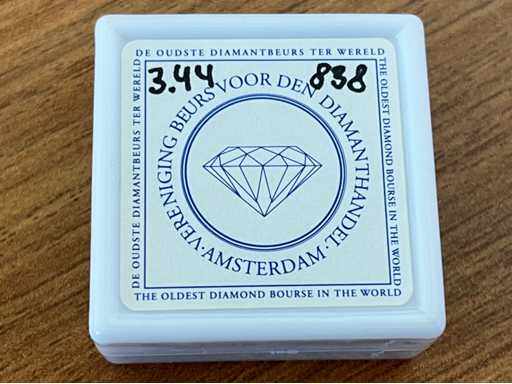 DE OUDSTE DIAMANTBEURS TER WERELD
THE OLDEST DIAMOND BOURSE IN THE WORLD
THE OLDEST DIAMOND BOURSE IN THE WORLD
DE OUDSTE DIAMANTBEURS TER WERELD
3.44 838
VERENIGING BEURS VOOR DEN DIAMANTHANDEL
· AMSTERDAM ·